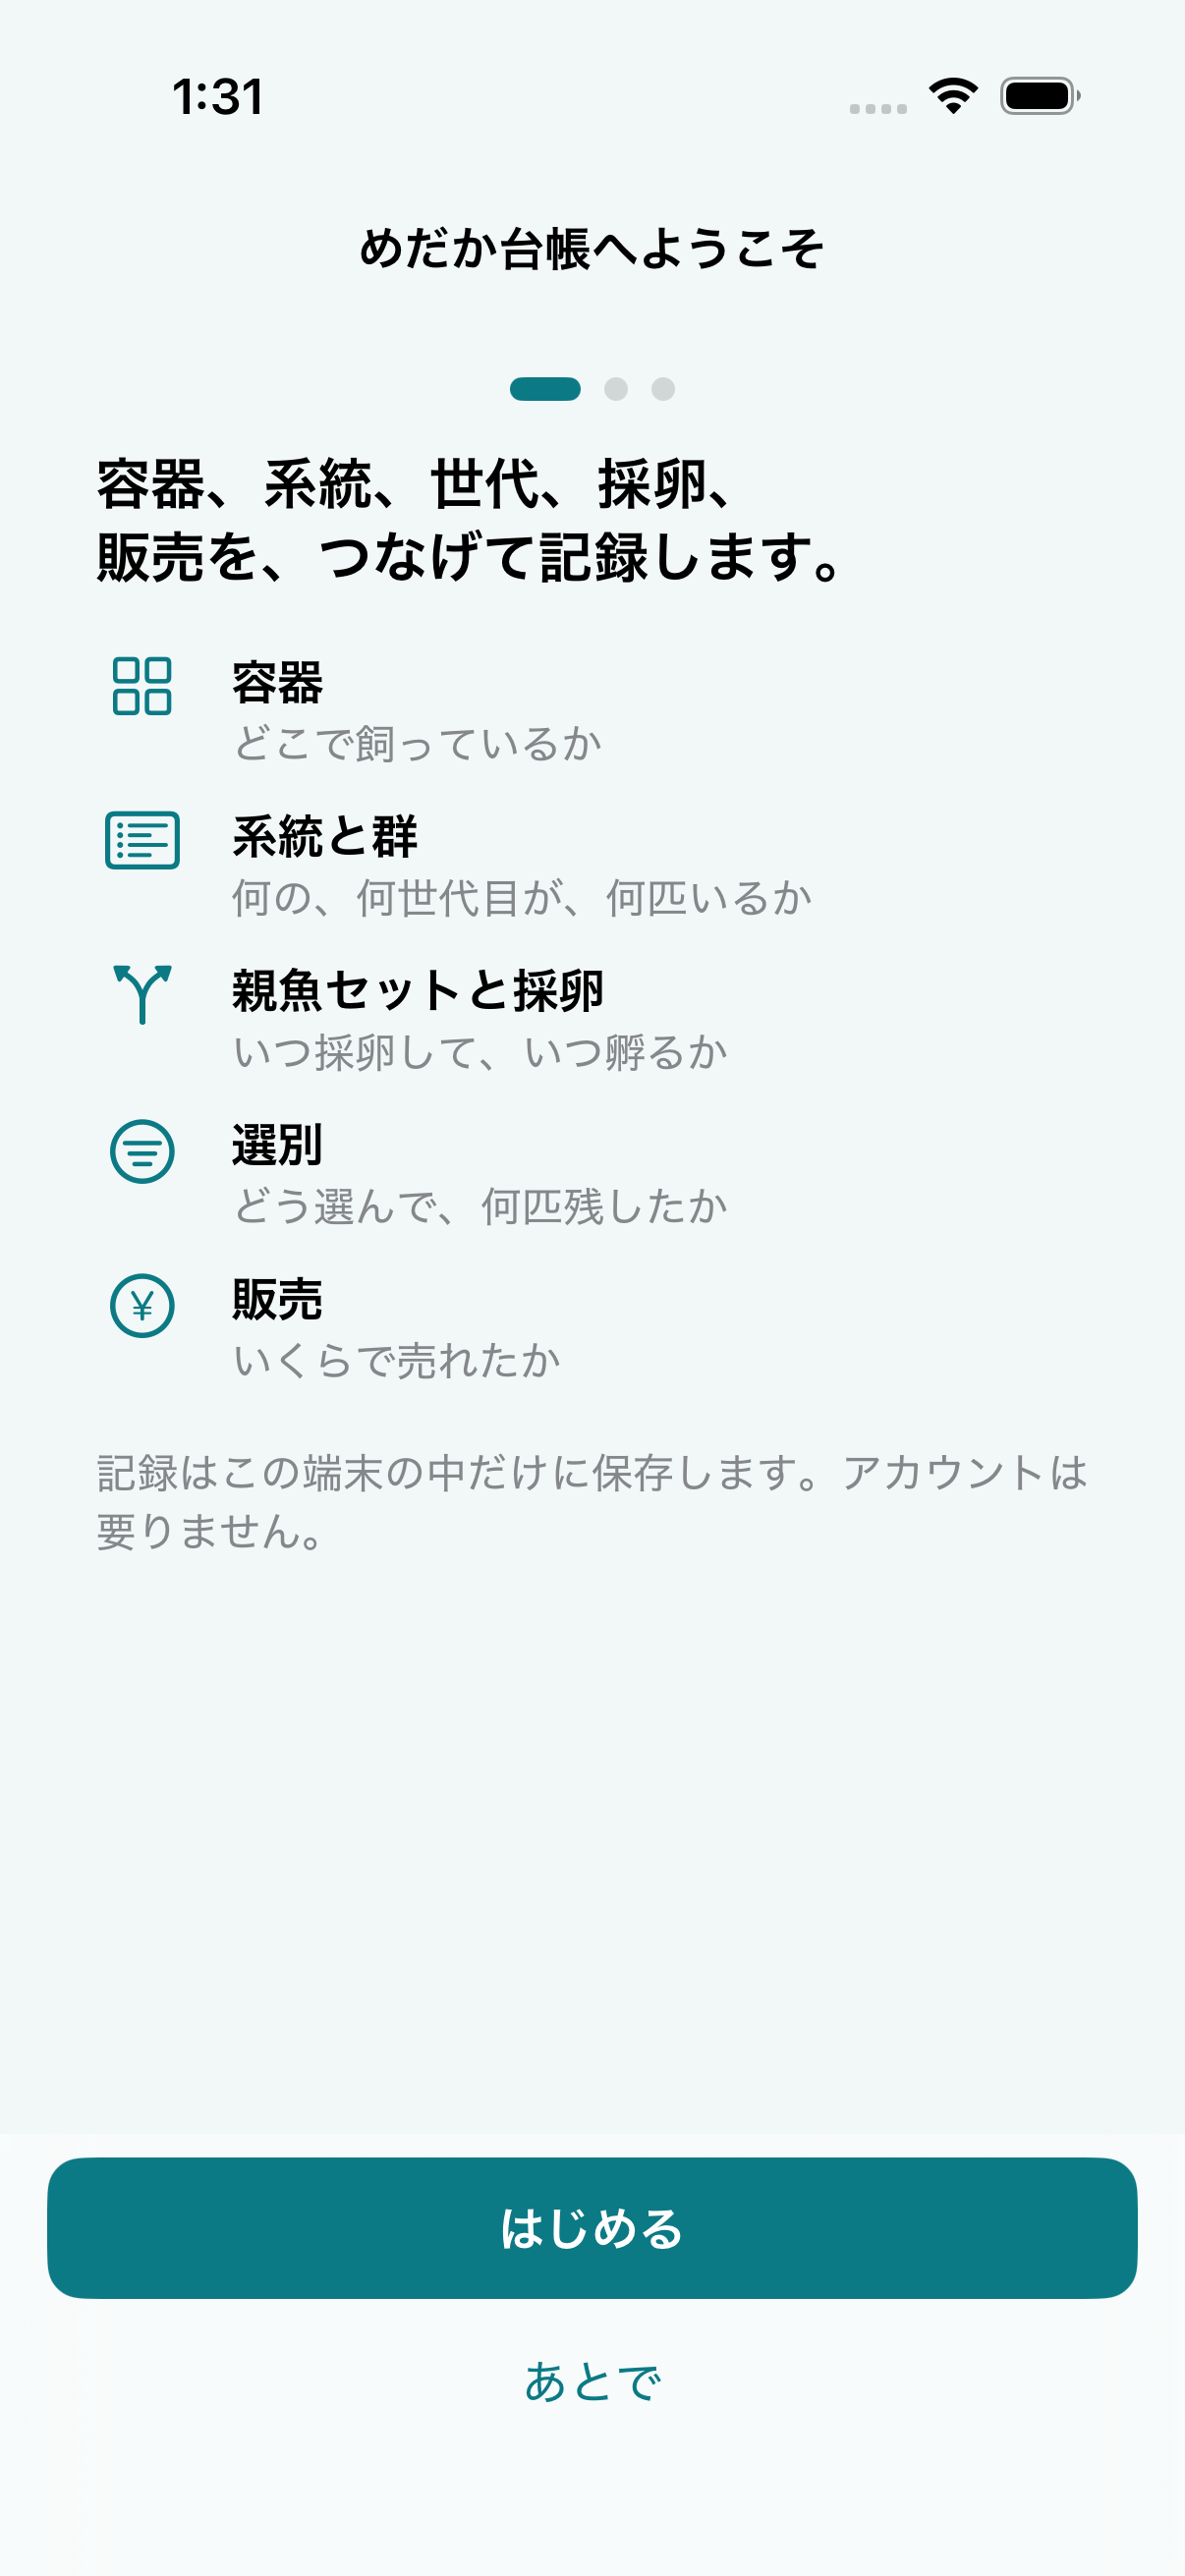 1:31
めだか台帳へようこそ
容器、系統、世代、採卵、
販売を、つなげて記録します。
容器
どこで飼っているか
系統と群
何の、何世代目が、何匹いるか
親魚セットと採卵
いつ採卵して、いつ孵るか
選別
どう選んで、何匹残したか
¥
販売
いくらで売れたか
記録はこの端末の中だけに保存します。アカウントは
要りません。
はじめる
あとで